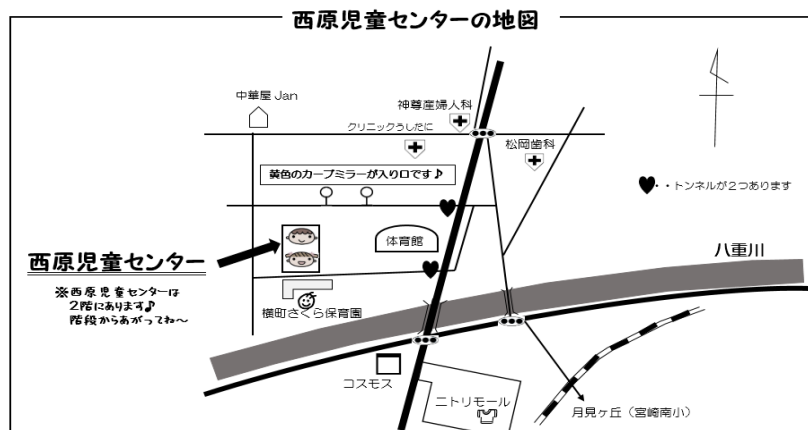 西原児童センターの地図
中華屋 Jan
神尊産婦人科
クリニックうしだに
松岡歯科
黄色のカーブミラーが入り口です♪
♥・・トンネルが2つあります
体育館
西原児童センター
※西原児童センターは
2階にあります♪
階段からあがってね～
八重川
横町さくら保育園
コスモス
ニトリモール
月見ヶ丘（宮崎南小）